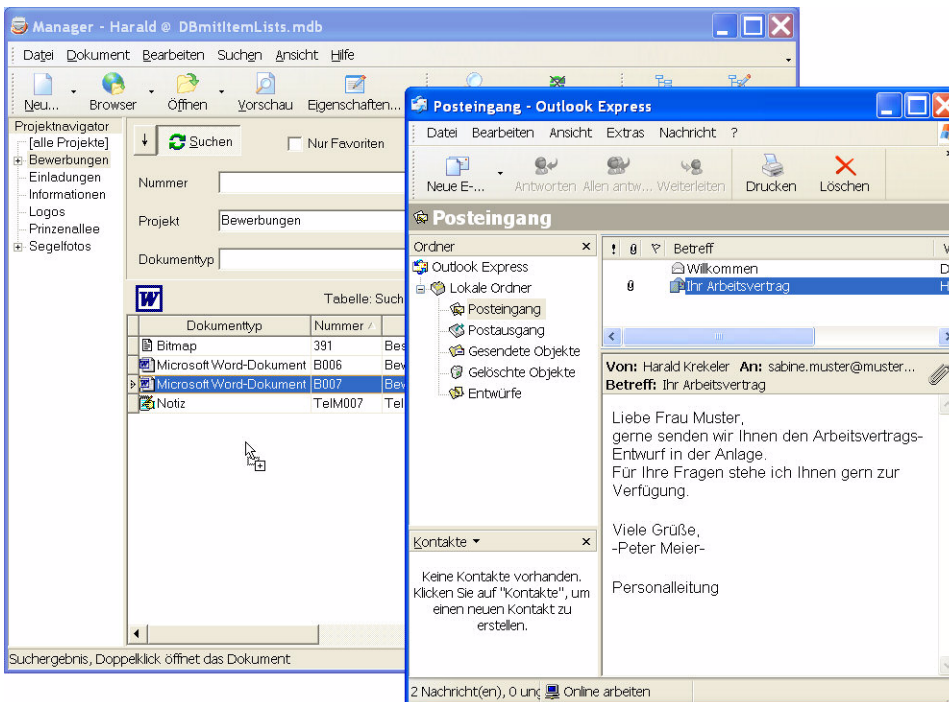 Manager - Harald @ DBmitItemLists.mdb
Datei Dokument Bearbeiten Suchen Ansicht Hilfe
Neu... Browser Öffnen Vorschau Eigenschaften...
Projektnavigator
[alle Projekte]
Bewerbungen
Einladungen
Informationen
Logos
Prinzenallee
Segelfotos
Suchen Nur Favoriten
Nummer
Projekt Bewerbungen
Dokumenttyp
Tabelle: Such
Dokumenttyp Nummer
Bitmap 391 Bes
Microsoft Word-Dokument B006 Bew
Microsoft Word-Dokument B007 Bew
Notiz TelM007 Tel
Suchergebnis, Doppelklick öffnet das Dokument
Posteingang - Outlook Express
Datei Bearbeiten Ansicht Extras Nachricht ?
Neue E-... Antworten Allen antw... Weiterleiten Drucken Löschen
Posteingang
Ordner
Outlook Express
Lokale Ordner
Posteingang
Postausgang
Gesendete Objekte
Gelöschte Objekte
Entwürfe
Kontakte
Keine Kontakte vorhanden.
Klicken Sie auf "Kontakte", um
einen neuen Kontakt zu
erstellen.
! Betreff
Willkommen
Ihr Arbeitsvertrag
Von: Harald Krekeler An: sabine.muster@muster...
Betreff: Ihr Arbeitsvertrag
Liebe Frau Muster,
gerne senden wir Ihnen den Arbeitsvertrags-
Entwurf in der Anlage.
Für Ihre Fragen stehe ich Ihnen gern zur
Verfügung.
Viele Grüße,
-Peter Meier-
Personalleitung
2 Nachricht(en), 0 ung Online arbeiten